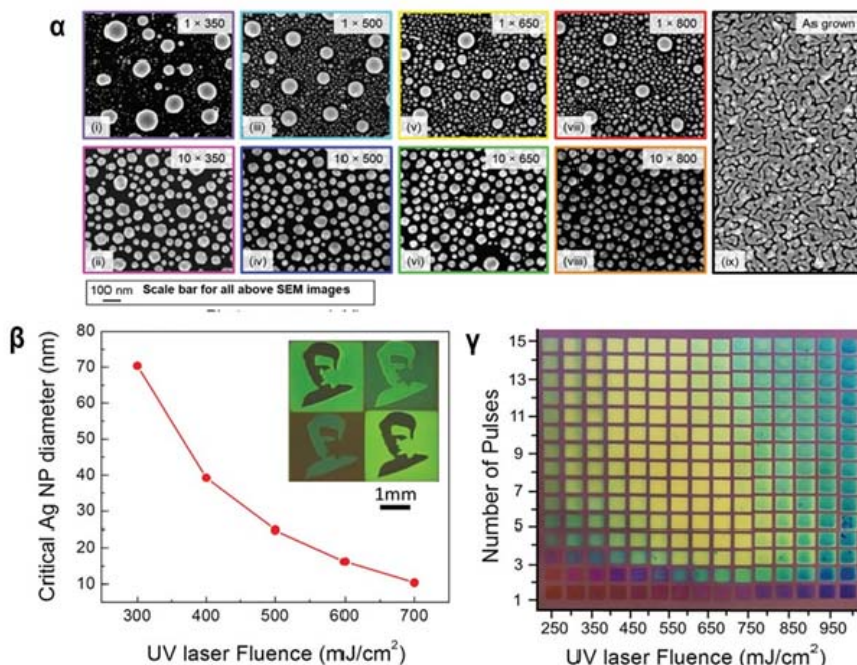 α
1 × 350
1 × 500
1 × 650
1 × 800
As grown
(i)
(iii)
(v)
(viii)
10 × 350
10 × 500
10 × 650
10 × 800
(ii)
(iv)
(vi)
(viii)
(ix)
100 nm Scale bar for all above SEM images
β
Critical Ag NP diameter (nm)
80
70
60
50
40
30
20
10
1mm
300 400 500 600 700
UV laser Fluence (mJ/cm²)
γ
Number of Pulses
15
13
11
9
7
5
3
1
250 350 450 550 650 750 850 950
UV laser Fluence (mJ/cm²)